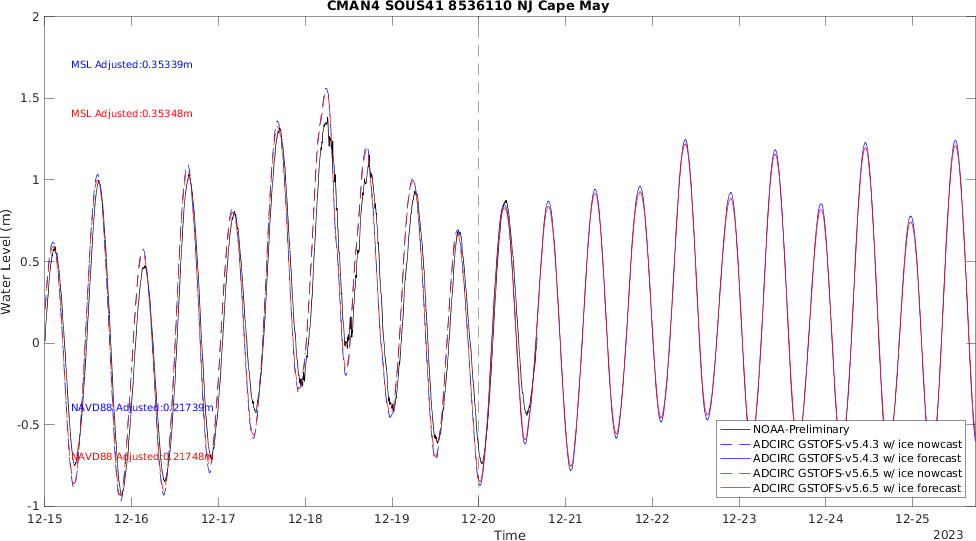 CMAN4 SOUS41 8536110 NJ Cape May
2
1.5
1
0.5
0
-0.5
-1
Water Level (m)
MSL Adjusted:0.35339m
MSL Adjusted:0.35348m
NAVD88 Adjusted:0.21739m
NAVD88 Adjusted:0.21748m
NOAA-Preliminary
ADCIRC GSTOFS-v5.4.3 w/ ice nowcast
ADCIRC GSTOFS-v5.4.3 w/ ice forecast
ADCIRC GSTOFS-v5.6.5 w/ ice nowcast
ADCIRC GSTOFS-v5.6.5 w/ ice forecast
12-15 12-16 12-17 12-18 12-19 12-20 12-21 12-22 12-23 12-24 12-25
Time
2023